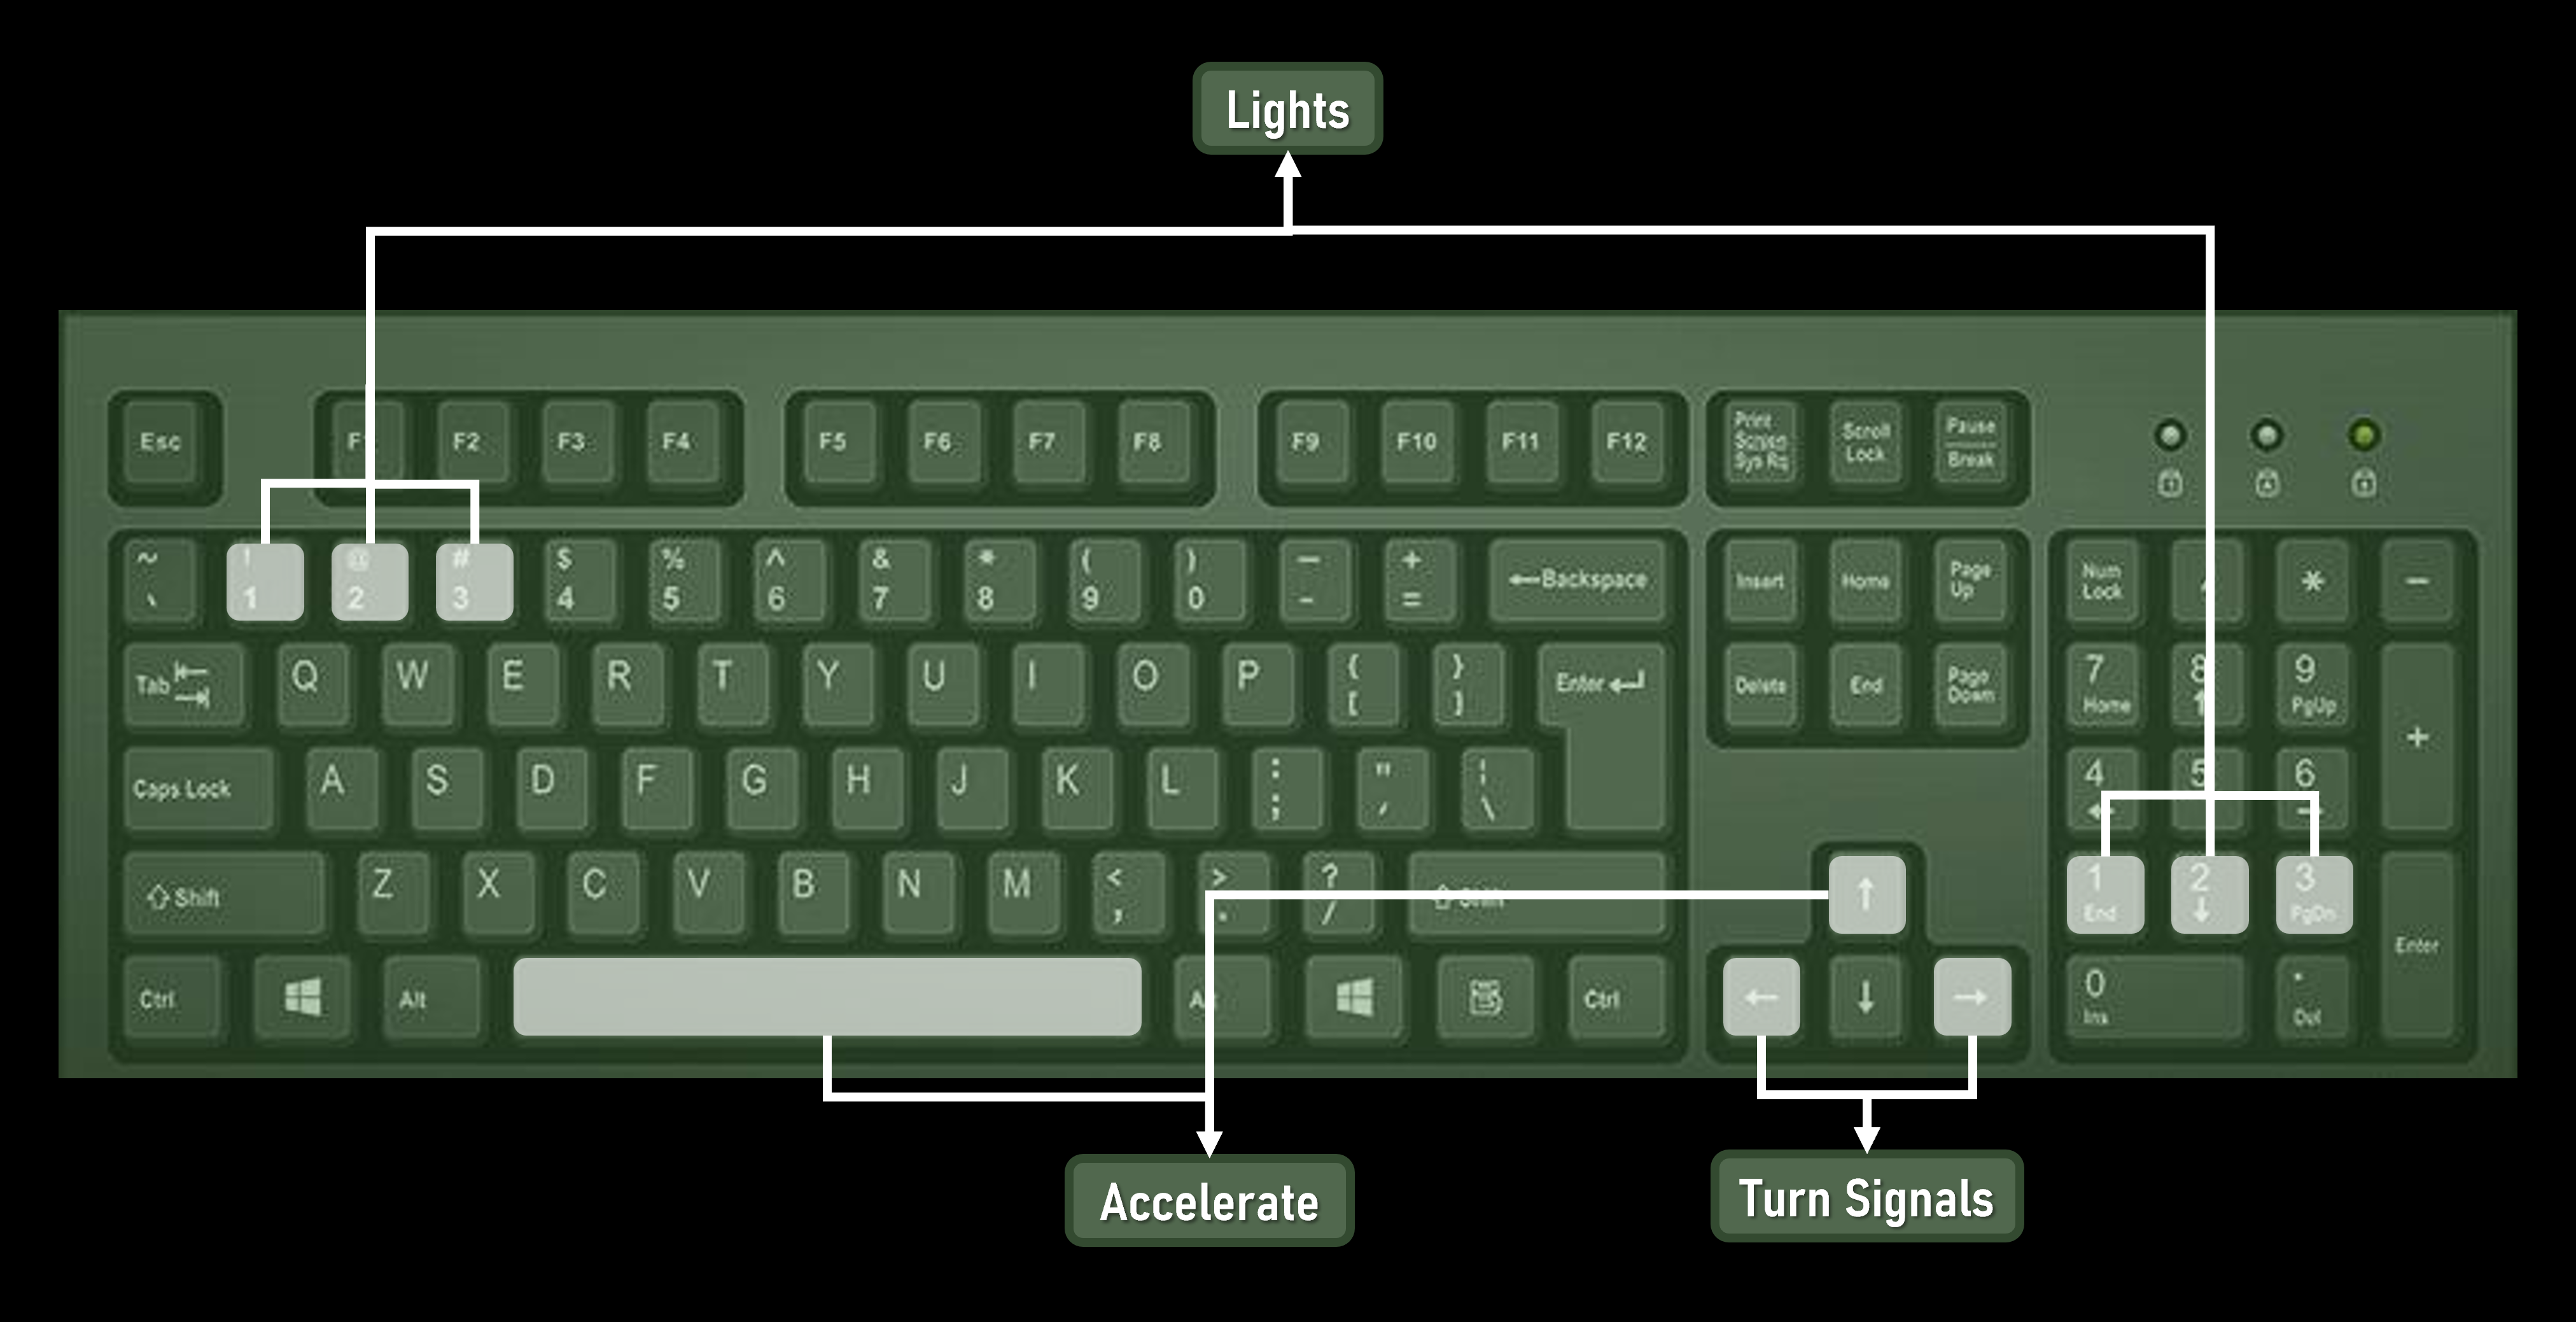 Lights
Esc F1 F2 F3 F4 F5 F6 F7 F8 F9 F10 F11 F12
Print
Screen
Sys Rq
Scroll
Lock
Pause
Break
~ ! @ # $ % ^ & * ( ) — +
\ 1 2 3 4 5 6 7 8 9 0 - = ←Backspace
Insert Home Page
Up
Num
Lock
* −
Tab Q W E R T Y U I O P { }
[ ] Enter
Delete End Page
Down
7 8 9
Home ↑ PgUp
+
Caps Lock A S D F G H J K L : " ¦
; ' \
4 5 6
←
⇧ Shift Z X C V B N M < > ?
, . / ⇧ Shift
↑
1 2 3
End ↓ PgDn
Enter
Ctrl Alt Alt Ctrl
← ↓ →
0 .
Ins Del
Accelerate
Turn Signals